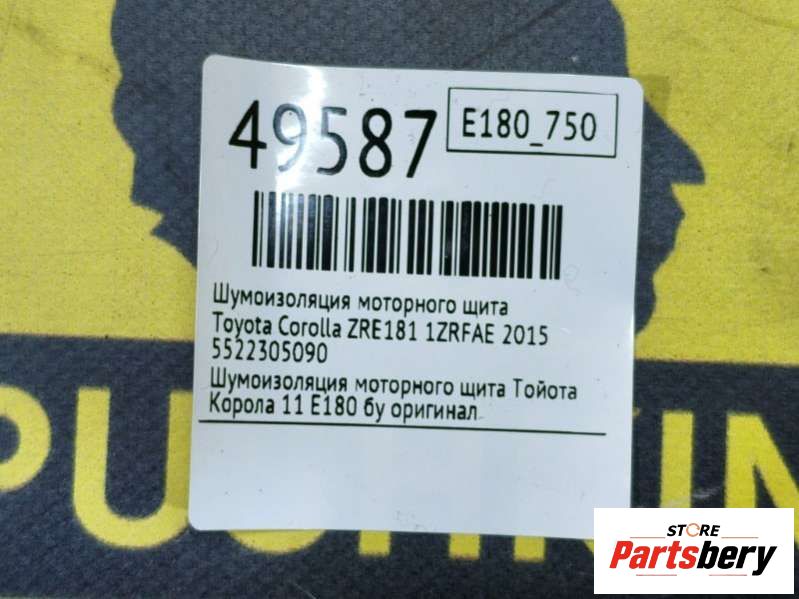 49587
E180_750
Шумоизоляция моторного щита
Toyota Corolla ZRE181 1ZRFAE 2015
5522305090
Шумоизоляция моторного щита Тойота
Корола 11 Е180 бу оригинал
STORE
Partsbery